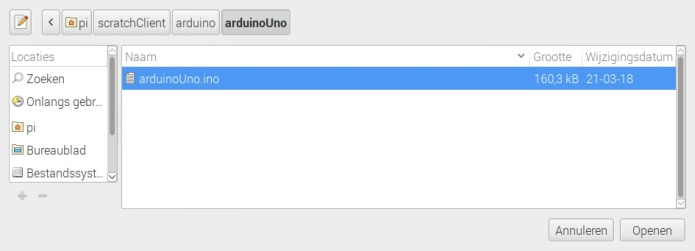 pi scratchClient arduino arduinoUno
Locaties
Zoeken
Onlangs gebr...
pi
Bureaublad
Bestandssyst...
Naam Grootte Wijzigingsdatum
arduinoUno.ino 160,3 kB 21-03-18
Annuleren Openen